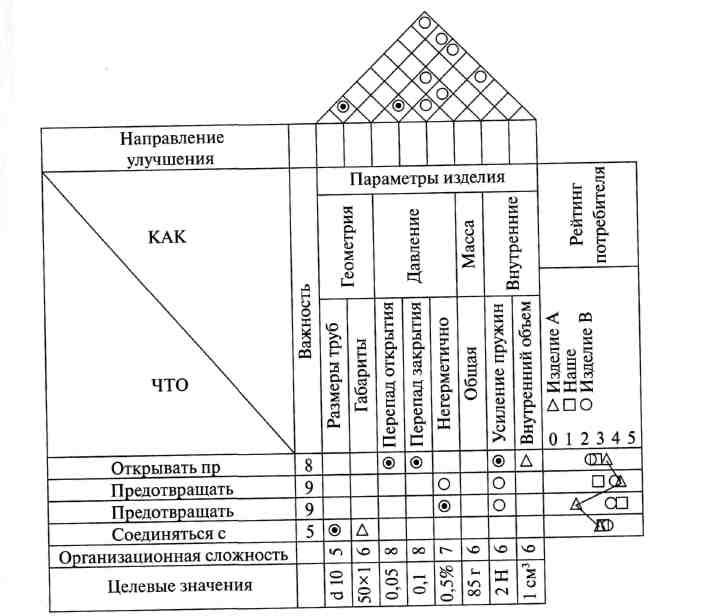 Направление
улучшения
Параметры изделия
КАК
ЧТО
Важность
Геометрия
Давление
Масса
Внутренние
Рейтинг
потребителя
Размеры труб
Габариты
Перепад открытия
Перепад закрытия
Негерметично
Общая
Усиление пружин
Внутренний объем
△ Изделие А
□ Наше
○ Изделие В
0 1 2 3 4 5
Открывать пр 8
Предотвращать 9
Предотвращать 9
Соединяться с 5
Организационная сложность 5 6 8 8 7 6 6 6
Целевые значения d 10 50×1 0,05 0,1 0,5% 85 г 2 Н 1 см³